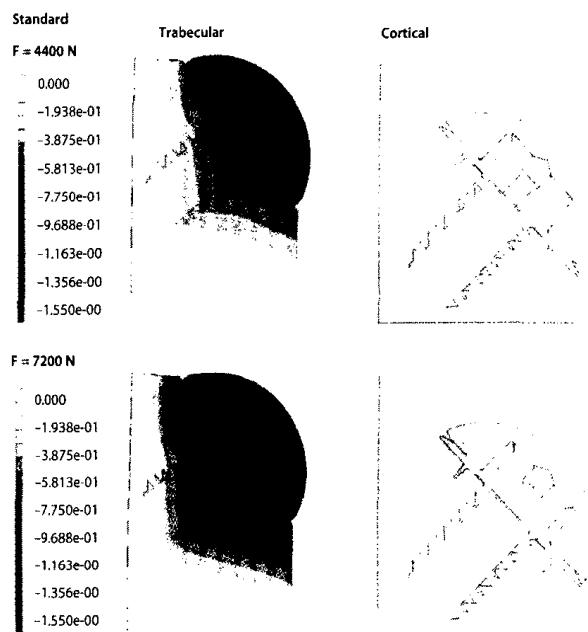 Standard
Trabecular
Cortical
F = 4400 N
0.000
−1.938e-01
−3.875e-01
−5.813e-01
−7.750e-01
−9.688e-01
−1.163e-00
−1.356e-00
−1.550e-00
F = 7200 N
0.000
−1.938e-01
−3.875e-01
−5.813e-01
−7.750e-01
−9.688e-01
−1.163e-00
−1.356e-00
−1.550e-00